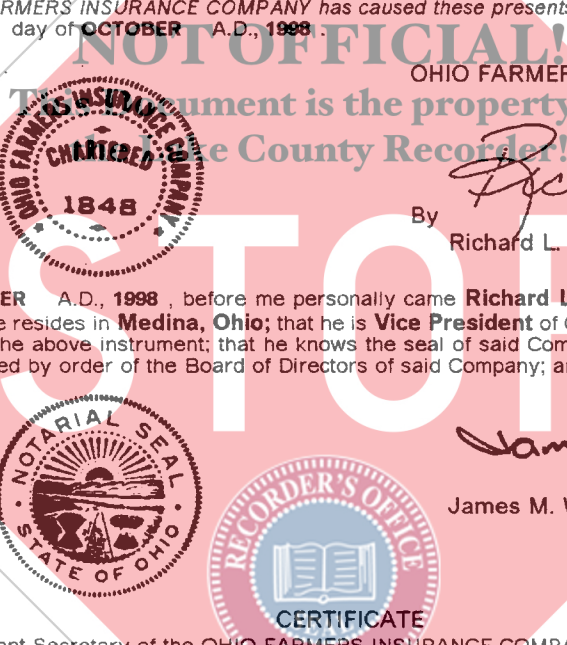 RMERS INSURANCE COMPANY has caused these presents
day of OCTOBER A.D., 1998 .
NOT OFFICIAL!
OHIO FARMER
This Document is the property
the Lake County Recorder!
OHIO FARMERS INSURANCE COMPANY
CHARTERED
1848
By
Richard L.
STOP
ER A.D., 1998 , before me personally came Richard L
e resides in Medina, Ohio; that he is Vice President of
he above instrument; that he knows the seal of said Com
ed by order of the Board of Directors of said Company; a
NOTARIAL SEAL
STATE OF OHIO
James M.
RECORDER'S OFFICE
SEAL
CERTIFICATE
nt Secretary of the OHIO FARMERS INSURANCE COMPA